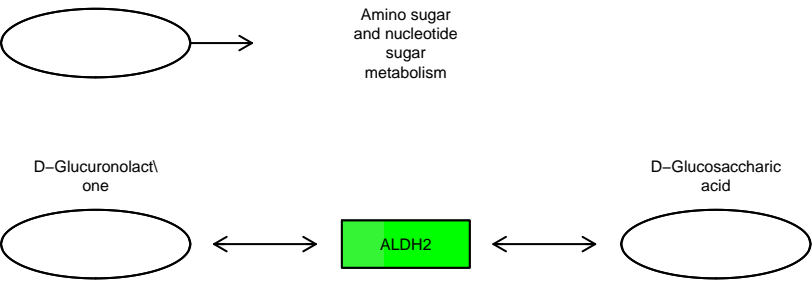 Amino sugar
and nucleotide
sugar
metabolism
D−Glucuronolact\
one
D−Glucosaccharic
acid
ALDH2